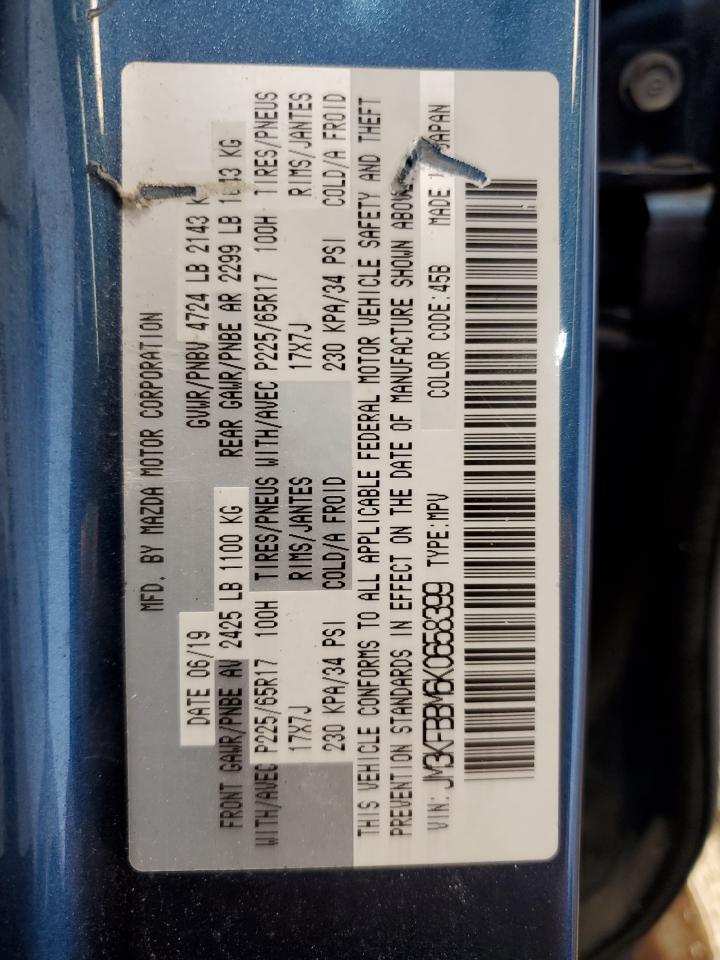 MFD. BY MAZDA MOTOR CORPORATION
DATE 06/19 GVWR/PNBV 4724 LB 2143
FRONT GAWR/PNBE AV 2425 LB 1100 KG REAR GAWR/PNBE AR 2299 LB KG
WITH/AVEC P225/65R17 100H TIRES/PNEUS WITH/AVEC P225/65R17 100H TIRES/PNEUS
17X7J RIMS/JANTES 17X7J RIMS/JANTES
230 KPA/34 PSI COLD/A FROID 230 KPA/34 PSI COLD/A FROID
THIS VEHICLE CONFORMS TO ALL APPLICABLE FEDERAL MOTOR VEHICLE SAFETY AND THEFT
PREVENTION STANDARDS IN EFFECT ON THE DATE OF MANUFACTURE SHOWN ABOVE
VIN: JM3KFBBM6K0658399 TYPE:MPV COLOR CODE:45B MADE JAPAN